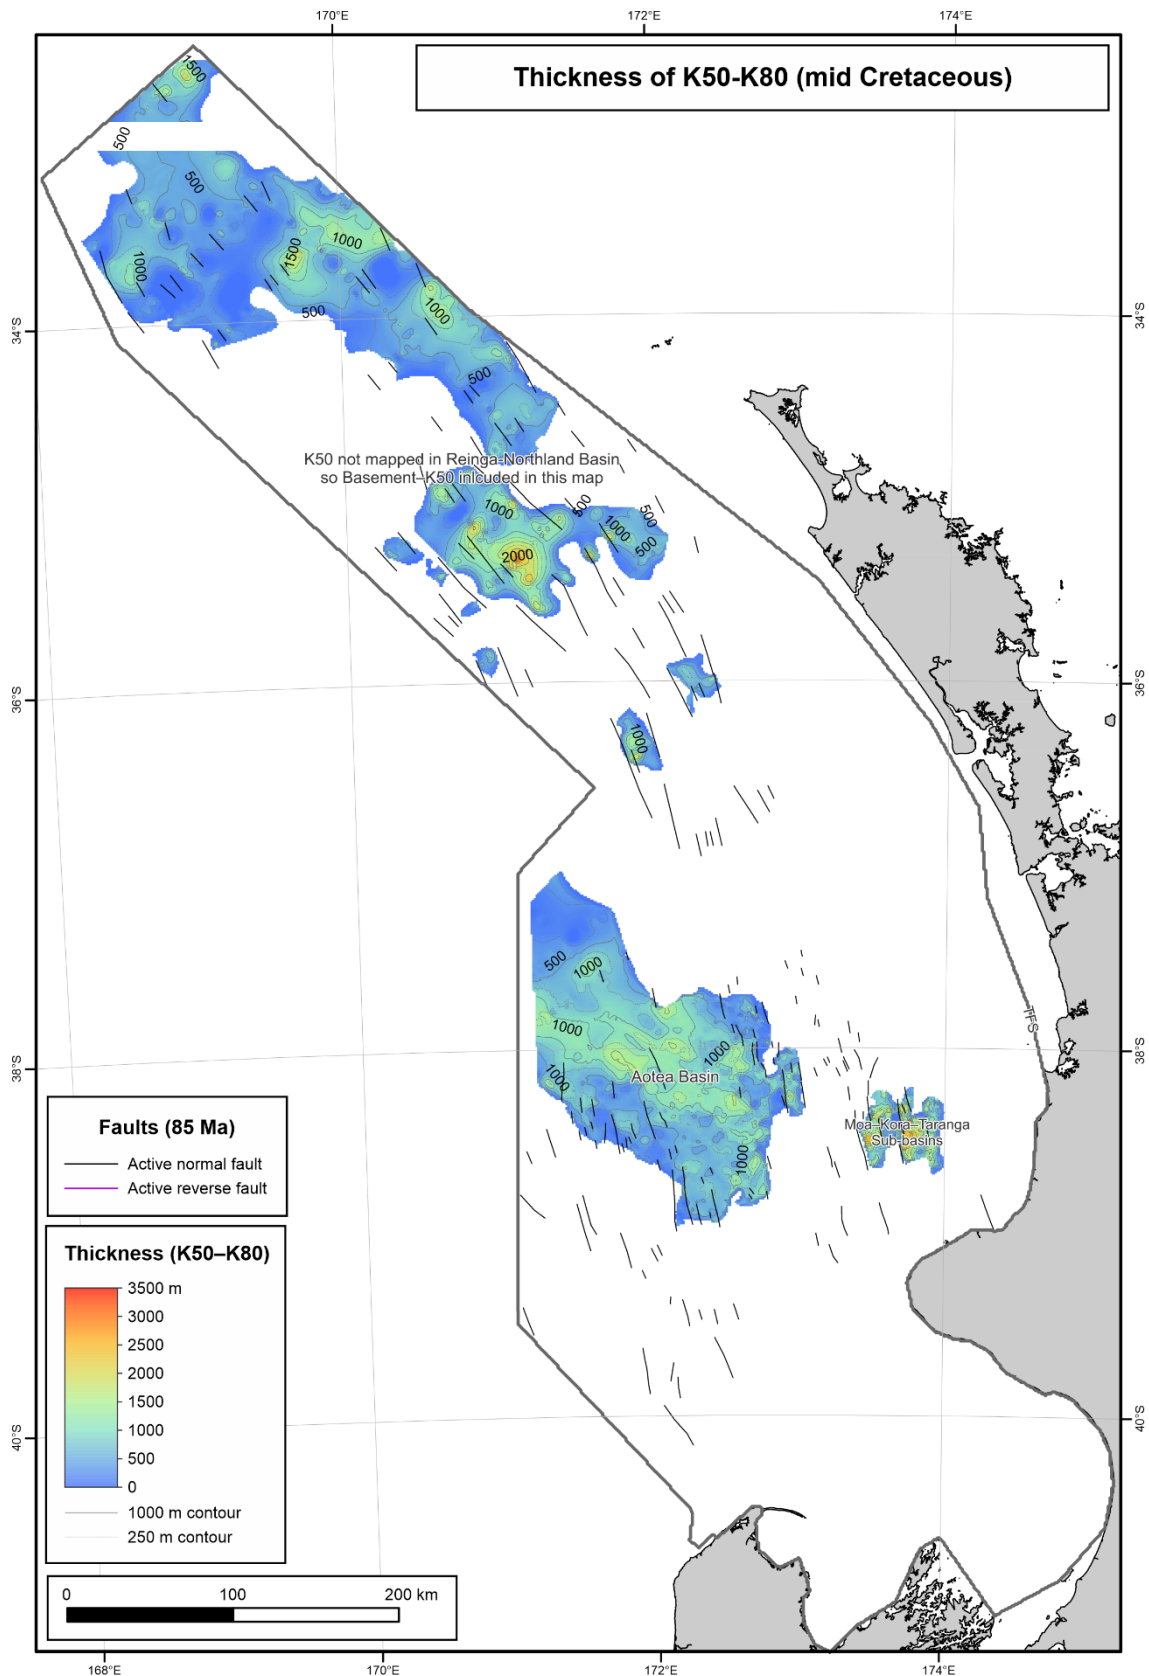 170°E
172°E
174°E
Thickness of K50-K80 (mid Cretaceous)
1500
500
500
1000
1500
1000
500
1000
34°S
34°S
500
K50 not mapped in Reinga-Northland Basin
so Basement–K50 inlcuded in this map
1000
500
500
1000
500
2000
36°S
36°S
1000
500
1000
1000
TFS
38°S
38°S
1000
1000
Aotea Basin
Moa–Kora–Taranga
Sub-basins
1000
Faults (85 Ma)
Active normal fault
Active reverse fault
Thickness (K50–K80)
3500 m
3000
2500
2000
1500
1000
500
0
1000 m contour
250 m contour
40°S
40°S
0
100
200 km
168°E
170°E
172°E
174°E